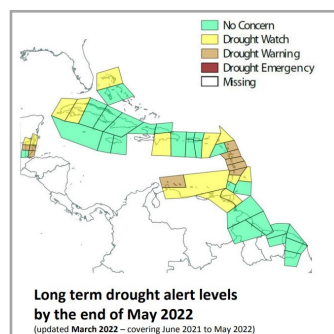 No Concern
Drought Watch
Drought Warning
Drought Emergency
Missing
Long term drought alert levels
by the end of May 2022
(updated March 2022 – covering June 2021 to May 2022)